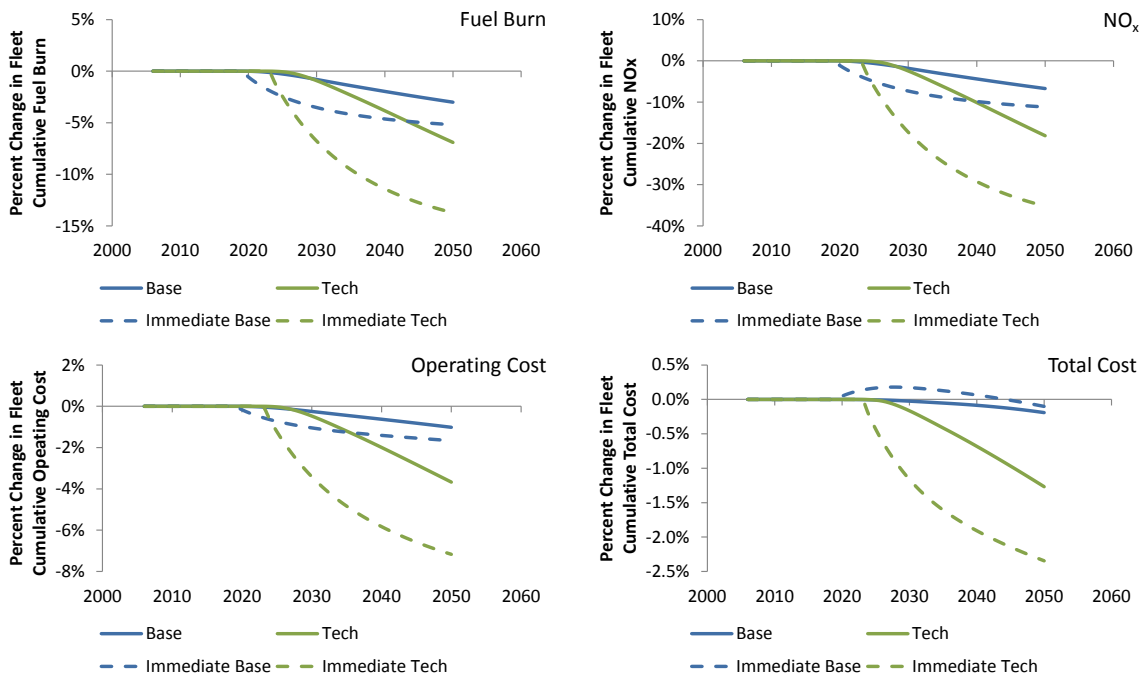 Fuel Burn
Percent Change in Fleet
Cumulative Fuel Burn
5%
0%
-5%
-10%
-15%
2000 2010 2020 2030 2040 2050 2060
Base Tech
Immediate Base Immediate Tech
NOx
Percent Change in Fleet
Cumulative NOx
10%
0%
-10%
-20%
-30%
-40%
2000 2010 2020 2030 2040 2050 2060
Base Tech
Immediate Base Immediate Tech
Operating Cost
Percent Change in Fleet
Cumulative Opeating Cost
2%
0%
-2%
-4%
-6%
-8%
2000 2010 2020 2030 2040 2050 2060
Base Tech
Immediate Base Immediate Tech
Total Cost
Percent Change in Fleet
Cumulative Total Cost
0.5%
0.0%
-0.5%
-1.0%
-1.5%
-2.0%
-2.5%
2000 2010 2020 2030 2040 2050 2060
Base Tech
Immediate Base Immediate Tech